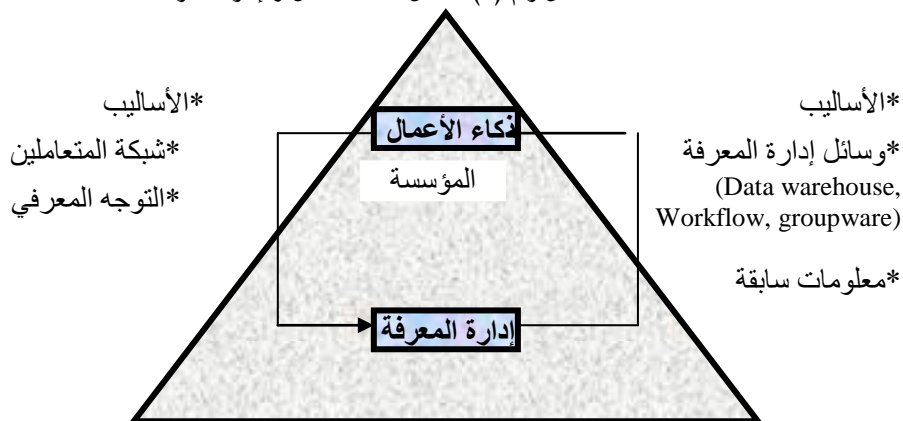 *الأساليب
*وسائل إدارة المعرفة
(Data warehouse,
Workflow, groupware)
*معلومات سابقة
ذكاء الأعمال
المؤسسة
إدارة المعرفة
*الأساليب
*شبكة المتعاملين
*التوجه المعرفي